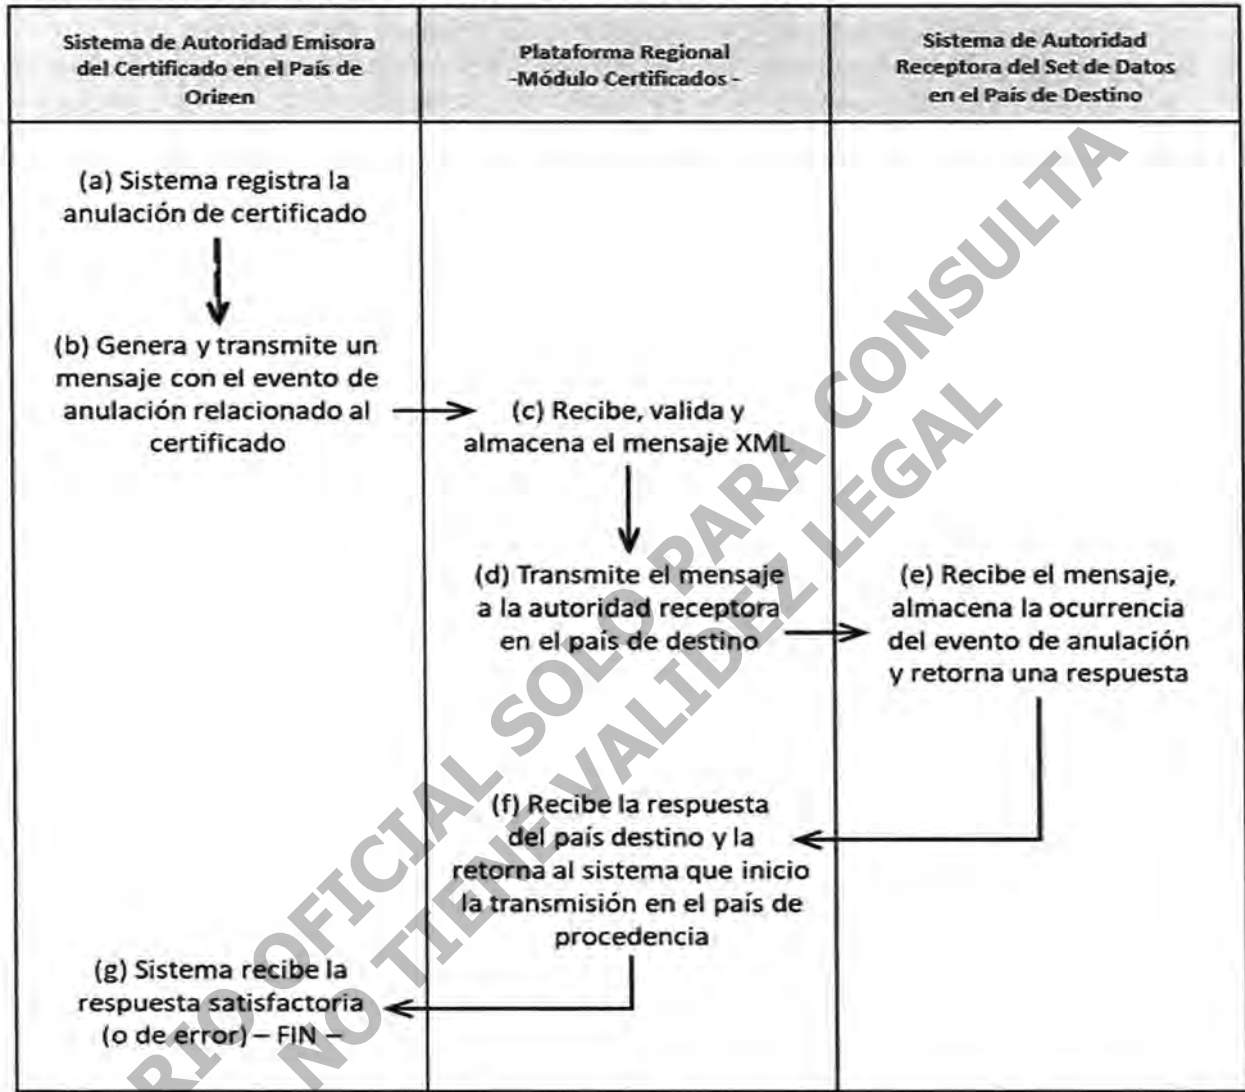 Sistema de Autoridad Emisora
del Certificado en el País de
Origen
Plataforma Regional
-Módulo Certificados -
Sistema de Autoridad
Receptora del Set de Datos
en el País de Destino
(a) Sistema registra la
anulación de certificado
(b) Genera y transmite un
mensaje con el evento de
anulación relacionado al
certificado
(c) Recibe, valida y
almacena el mensaje XML
(d) Transmite el mensaje
a la autoridad receptora
en el país de destino
(e) Recibe el mensaje,
almacena la ocurrencia
del evento de anulación
y retorna una respuesta
(f) Recibe la respuesta
del país destino y la
retorna al sistema que inicio
la transmisión en el país de
procedencia
(g) Sistema recibe la
respuesta satisfactoria
(o de error) – FIN –
RIO OFICIAL SOLO PARA CONSULTA
NO TIENE VALIDEZ LEGAL